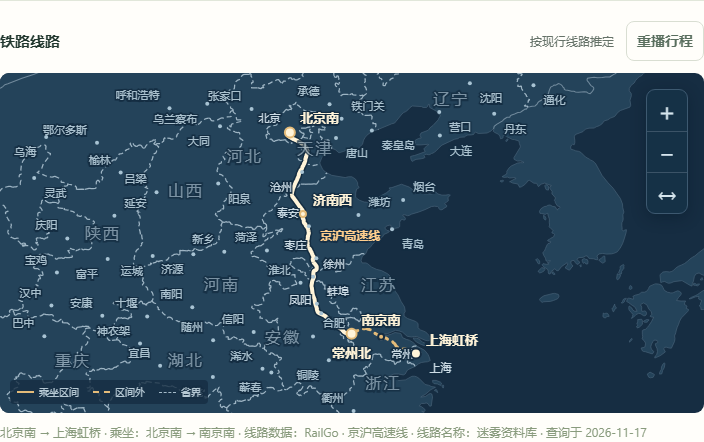 铁路线路
按现行线路推定
重播行程
呼和浩特
张家口
承德
铁门关
辽宁
沈阳
通化
鄂尔多斯
乌兰察布
北京
北京南
营口
丹东
乌海
大同
河北
天津
唐山
秦皇岛
大连
榆林
灵武
吕梁
山西
阳泉
沧州
济南西
潍坊
烟台
延安
泰安
庆阳
陕西
新乡
菏泽
枣庄
京沪高速线
青岛
宝鸡
富平
运城
济源
淮北
徐州
汉中
安康
十堰
南阳
河南
凤阳
蚌埠
江苏
巴中
神农架
随州
信阳
安徽
合肥
南京南
宜昌
重庆
湖北
浠水
常州北
常州
上海虹桥
上海
铜陵
浙江
蕲春
衢州
+
−
↔
乘坐区间
区间外
省界
北京南 → 上海虹桥 · 乘坐：北京南 → 南京南 · 线路数据：RailGo · 京沪高速线 · 线路名称：迷雾资料库 · 查询于 2026-11-17